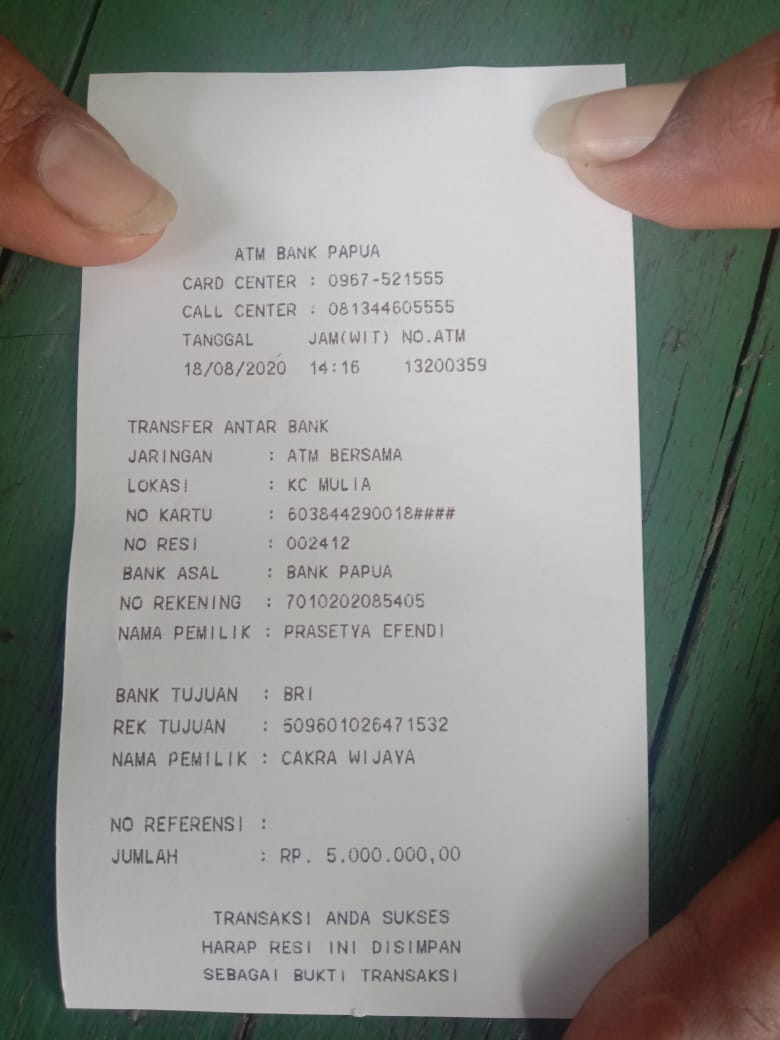 ATM BANK PAPUA
CARD CENTER : 0967-521555
CALL CENTER : 081344605555
TANGGAL JAM(WIT) NO.ATM
18/08/2020 14:16 13200359
TRANSFER ANTAR BANK
JARINGAN : ATM BERSAMA
LOKASI : KC MULIA
NO KARTU : 603844290018####
NO RESI : 002412
BANK ASAL : BANK PAPUA
NO REKENING : 7010202085405
NAMA PEMILIK : PRASETYA EFENDI
BANK TUJUAN : BRI
REK TUJUAN : 509601026471532
NAMA PEMILIK : CAKRA WIJAYA
NO REFERENSI :
JUMLAH : RP. 5.000.000,00
TRANSAKSI ANDA SUKSES
HARAP RESI INI DISIMPAN
SEBAGAI BUKTI TRANSAKSI